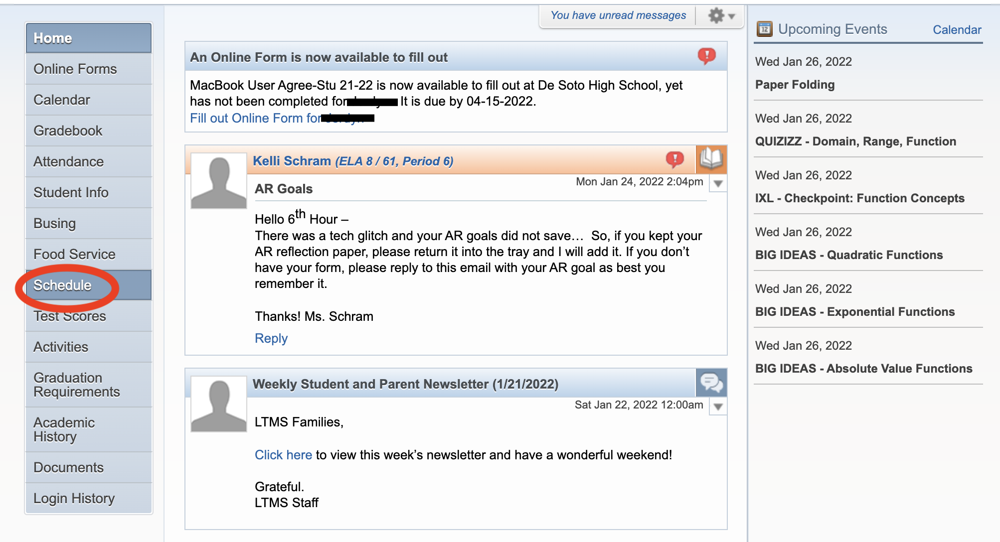 Home
Online Forms
Calendar
Gradebook
Attendance
Student Info
Busing
Food Service
Schedule
Test Scores
Activities
Graduation
Requirements
Academic
History
Documents
Login History
You have unread messages
An Online Form is now available to fill out
MacBook User Agree-Stu 21-22 is now available to fill out at De Soto High School, yet
has not been completed for It is due by 04-15-2022.
Fill out Online Form for
Kelli Schram (ELA 8 / 61, Period 6)
Mon Jan 24, 2022 2:04pm
AR Goals
Hello 6th Hour –
There was a tech glitch and your AR goals did not save… So, if you kept your
AR reflection paper, please return it into the tray and I will add it. If you don’t
have your form, please reply to this email with your AR goal as best you
remember it.
Thanks! Ms. Schram
Reply
Weekly Student and Parent Newsletter (1/21/2022)
Sat Jan 22, 2022 12:00am
LTMS Families,
Click here to view this week’s newsletter and have a wonderful weekend!
Grateful.
LTMS Staff
12
Upcoming Events
Calendar
Wed Jan 26, 2022
Paper Folding
Wed Jan 26, 2022
QUIZIZZ - Domain, Range, Function
Wed Jan 26, 2022
IXL - Checkpoint: Function Concepts
Wed Jan 26, 2022
BIG IDEAS - Quadratic Functions
Wed Jan 26, 2022
BIG IDEAS - Exponential Functions
Wed Jan 26, 2022
BIG IDEAS - Absolute Value Functions